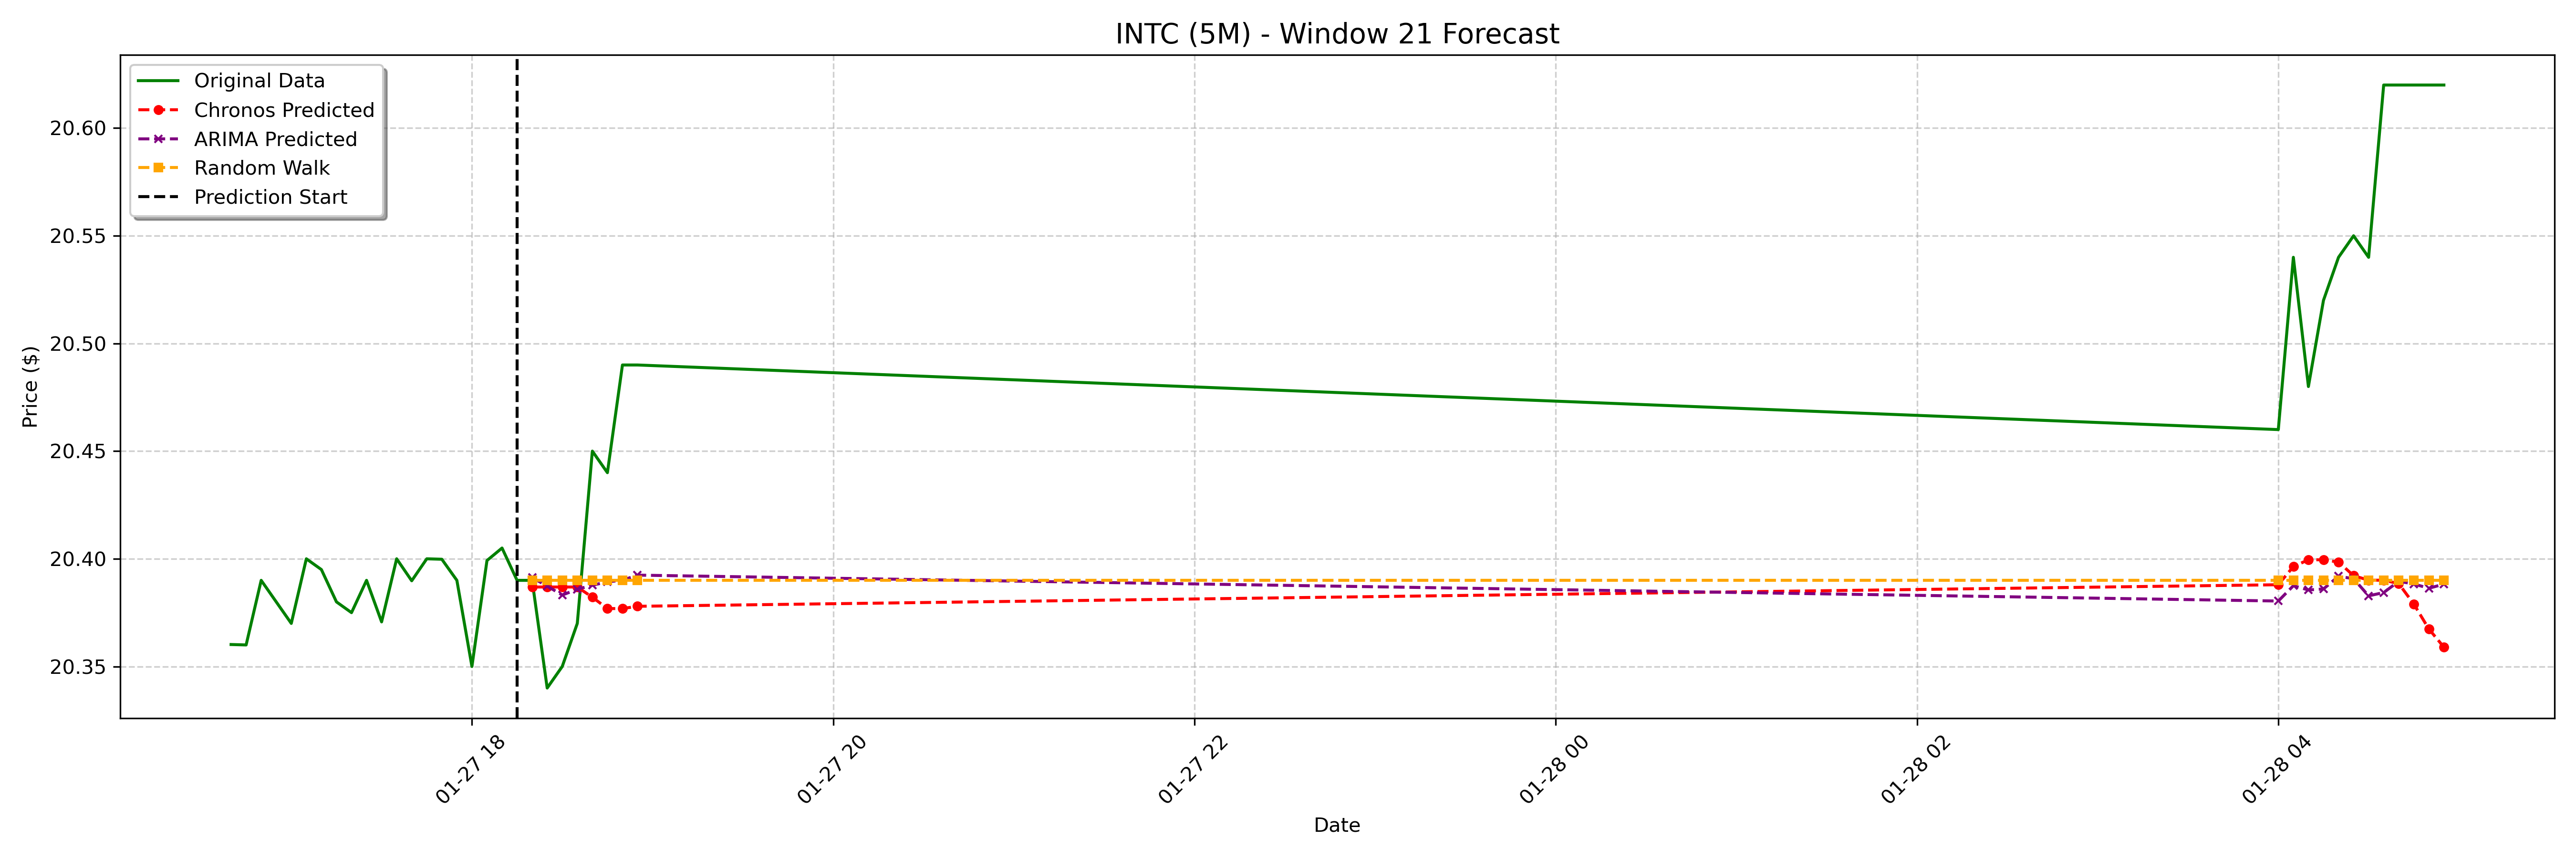 INTC (5M) - Window 21 Forecast
Original Data
Chronos Predicted
ARIMA Predicted
Random Walk
Prediction Start
Price ($)
20.60
20.55
20.50
20.45
20.40
20.35
01-27 18
01-27 20
01-27 22
01-28 00
01-28 02
01-28 04
Date